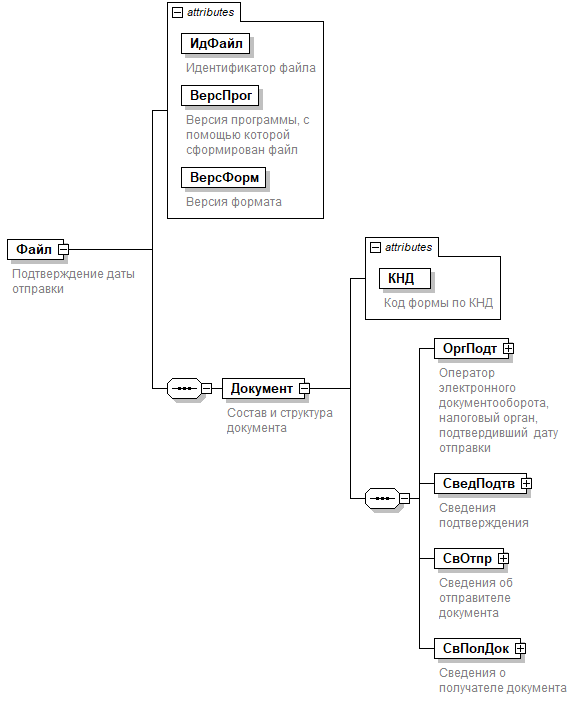 attributes
ИдФайл
Идентификатор файла
ВерсПрог
Версия программы, с
помощью которой
сформирован файл
ВерсФорм
Версия формата
Файл
Подтверждение даты
отправки
Документ
Состав и структура
документа
attributes
КНД
Код формы по КНД
ОргПодт
Оператор
электронного
документооборота,
налоговый орган,
подтвердивший дату
отправки
СведПодтв
Сведения
подтверждения
СвОтпр
Сведения об
отправителе
документа
СвПолДок
Сведения о
получателе документа